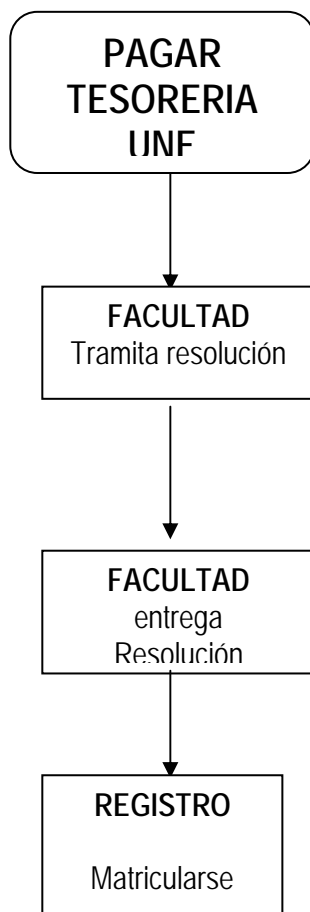 PAGAR
TESORERIA
UNF
FACULTAD
Tramita resolución
FACULTAD
entrega
Resolución
REGISTRO
Matricularse